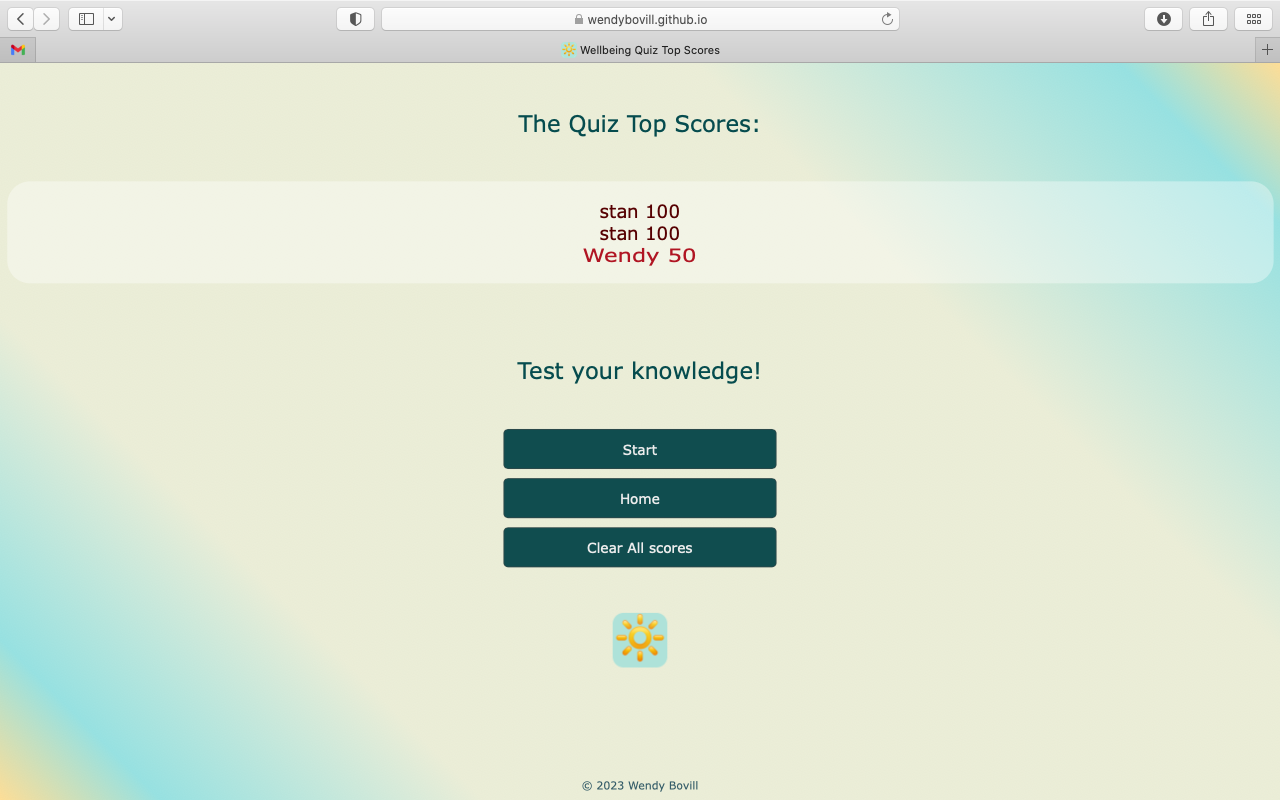 wendybovill.github.io
Wellbeing Quiz Top Scores
The Quiz Top Scores:
stan 100
stan 100
Wendy 50
Test your knowledge!
Start
Home
Clear All scores
© 2023 Wendy Bovill